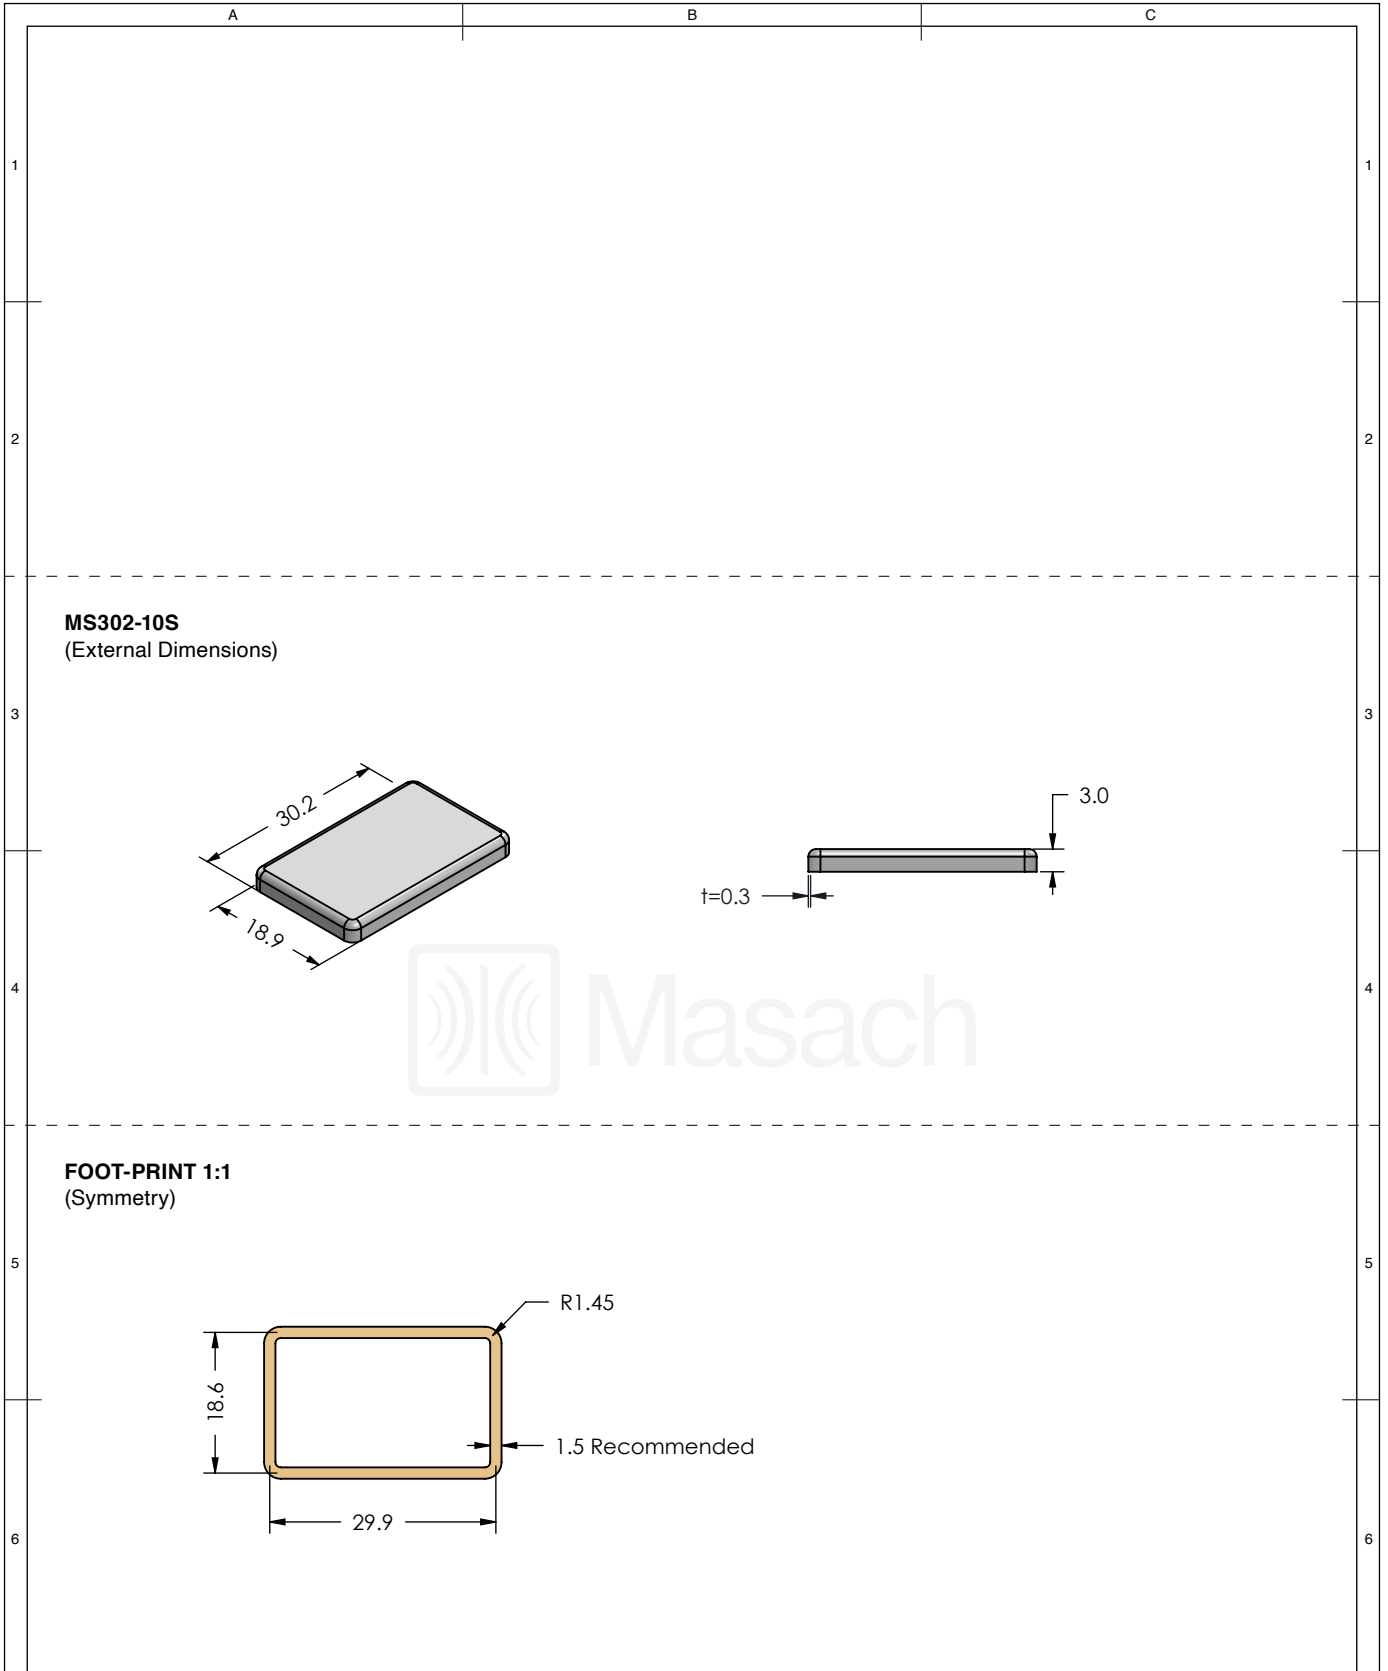 A B C
1 1
2 2
MS302-10S
(External Dimensions)
3 3
30.2
18.9
3.0
t=0.3
4 4
Masach
FOOT-PRINT 1:1
(Symmetry)
5 5
R1.45
18.6
1.5 Recommended
29.9
6 6